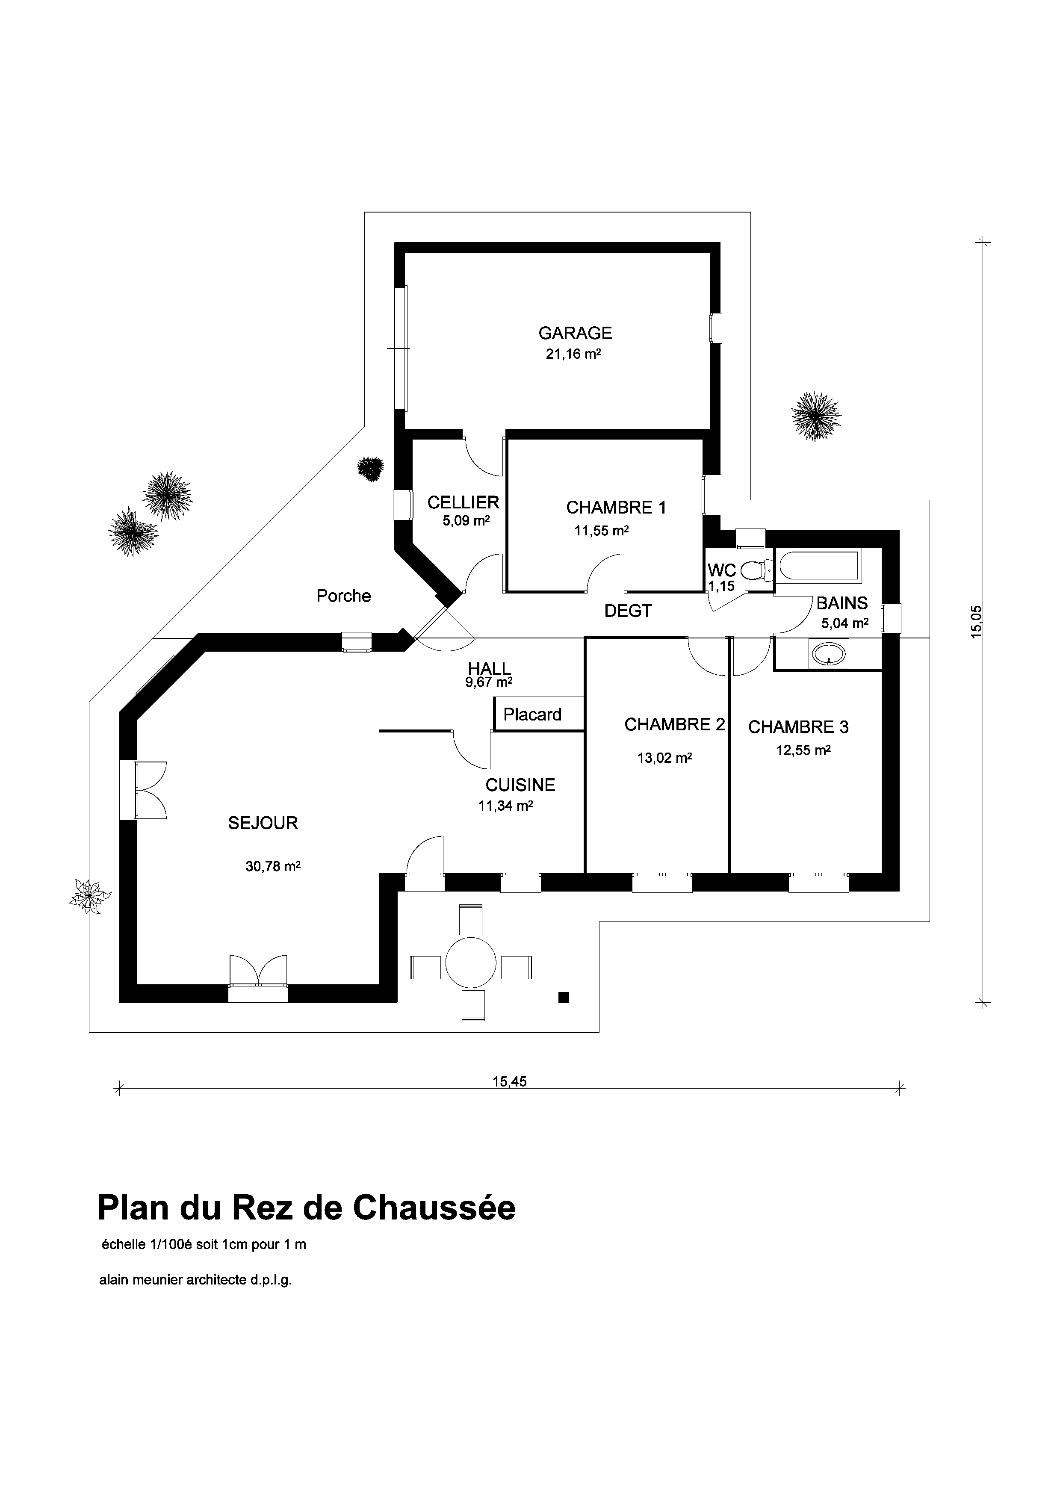 GARAGE
21,16 m²
CELLIER
5,09 m²
CHAMBRE 1
11,55 m²
WC
1,15
Porche
DEGT
BAINS
5,04 m²
15,05
HALL
9,67 m²
Placard
CHAMBRE 2
13,02 m²
CHAMBRE 3
12,55 m²
CUISINE
11,34 m²
SEJOUR
30,78 m²
15,45
Plan du Rez de Chaussée
échelle 1/100é soit 1cm pour 1 m
alain meunier architecte d.p.l.g.